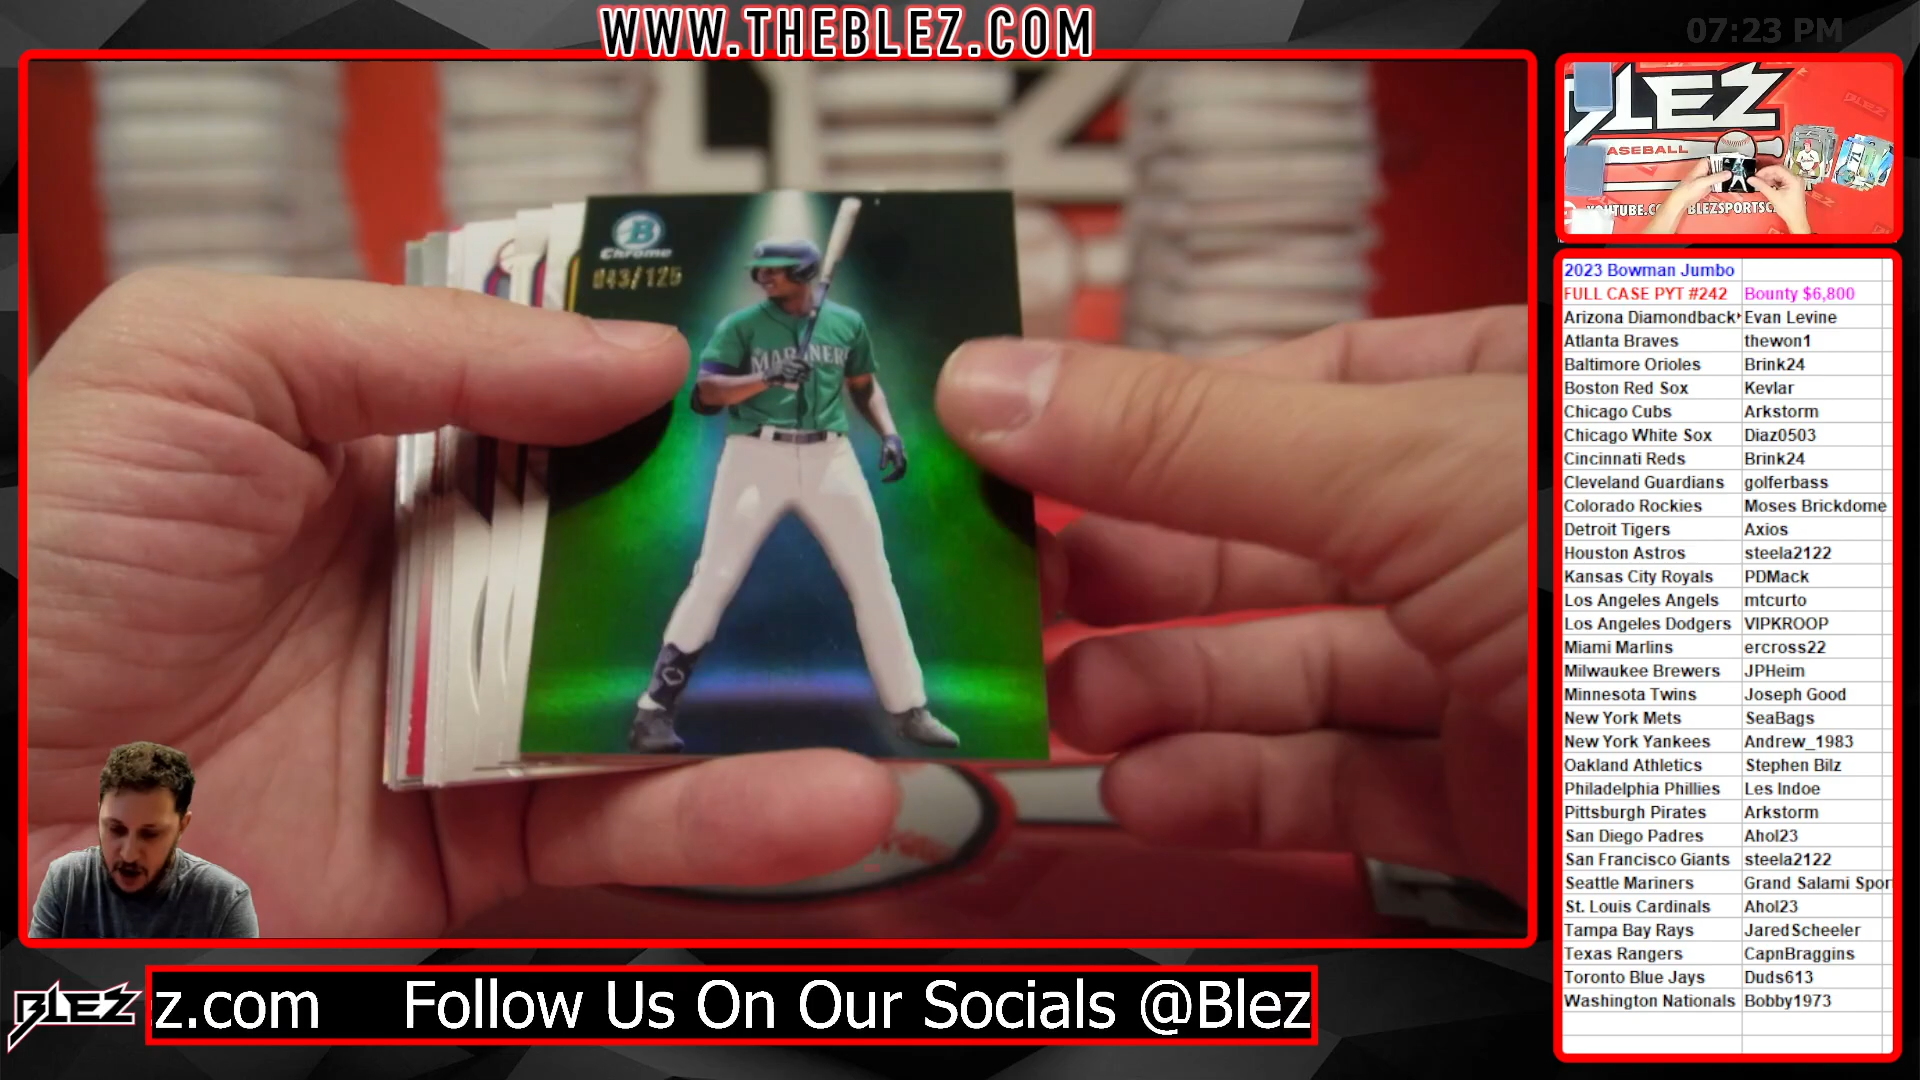 WWW.THEBLEZ.COM
07:23 PM
B
Chrome
043/125
MARINERS
BLEZ
BASEBALL
2023 Bowman Jumbo
FULL CASE PYT #242 Bounty $6,800
Arizona Diamondback Evan Levine
Atlanta Braves thewon1
Baltimore Orioles Brink24
Boston Red Sox Kevlar
Chicago Cubs Arkstorm
Chicago White Sox Diaz0503
Cincinnati Reds Brink24
Cleveland Guardians golferbass
Colorado Rockies Moses Brickdome
Detroit Tigers Axios
Houston Astros steela2122
Kansas City Royals PDMack
Los Angeles Angels mtcurto
Los Angeles Dodgers VIPKROOP
Miami Marlins ercross22
Milwaukee Brewers JPHeim
Minnesota Twins Joseph Good
New York Mets SeaBags
New York Yankees Andrew_1983
Oakland Athletics Stephen Bilz
Philadelphia Phillies Les Indoe
Pittsburgh Pirates Arkstorm
San Diego Padres Ahol23
San Francisco Giants steela2122
Seattle Mariners Grand Salami Spor
St. Louis Cardinals Ahol23
Tampa Bay Rays JaredScheeler
Texas Rangers CapnBraggins
Toronto Blue Jays Duds613
Washington Nationals Bobby1973
BLEZ
z.com Follow Us On Our Socials @Blez